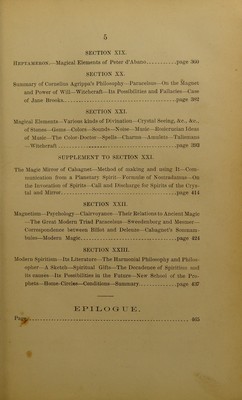 5
SECTION XIX.
HEPTAMERON.—Magical Elements of Peter d'Abano page 300
SECTION XX.
Summary of Cornelius Agrippa's Philosophy—Paracelsus—On the Magnes
and Power of Will—Witchcraft—Its Possibilities and Fallacies—Case
of Jane Brooks page 362
SECTION XXI.
Magical Elements—Various kinds of Divination—Crystal Seeing, &c., &c.,
of Stones—Gems—Colors—Sounds—Noise—Music—Rosicrucian Ideas
of Music—The Color Doctor—Spells—Charms—Amulets—Talismans
—Witchcraft page 393
SUPPLEMENT TO SECTION XXI.
The Magic Mirror of Cahagnet—Method of making and using It—Com-
munication from a Planetary Spirit—Formula of Nostradamus—On
the Invocation of Spirits—Call and Discharge for Spirits of the Crys-
tal and Mirror page 414
SECTION XXII.
Magnetism—Psychology—Clairvoyance—Their Relations to Ancient Magic
—The Great Modern Triad Paracelsus—Swendenborg and Mesmer—
Correspondence between Billot and Deleuze—Cahagnet's Somnam-
bules—Modern Magic page 424
SECTION XXIII.
Modern Spiritism—Its Literature—The Harmonial Philosophy and Philos-
opher—A Sketch—Spiritual Gifts—The Decadence of Spiritism and
its causes—Its Possibilities in the Future—New School of the Pro-
phets—Home-Circles—Conditions—Summary page 437
EPILOGUE.
Page 465